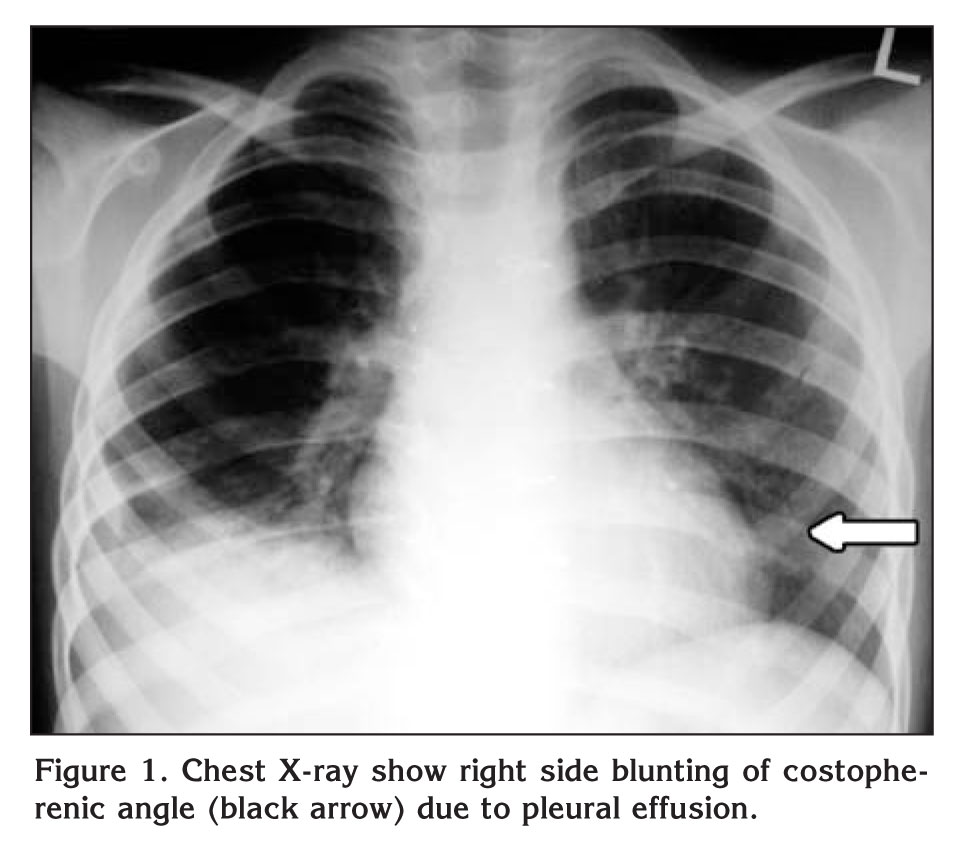 L
Figure 1. Chest X-ray show right side blunting of costophe-
renic angle (black arrow) due to pleural effusion.